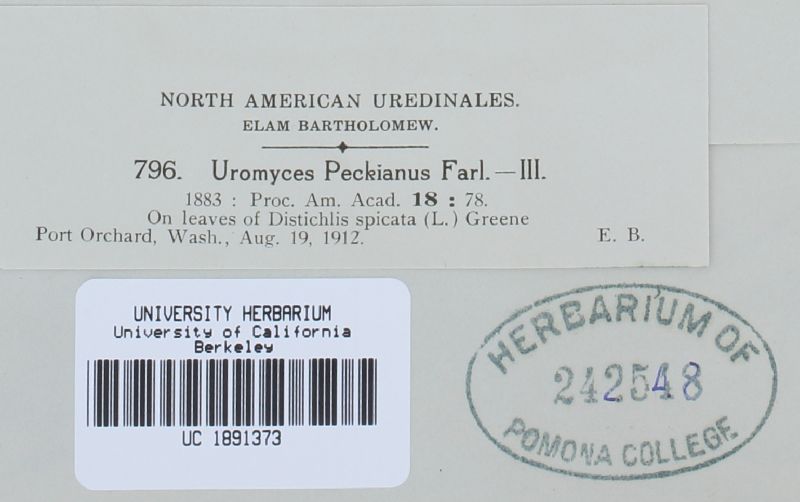 NORTH AMERICAN UREDINALES.
ELAM BARTHOLOMEW.
796. Uromyces Peckianus Farl.—III.
1883 : Proc. Am. Acad. 18 : 78.
On leaves of Distichlis spicata (L.) Greene
Port Orchard, Wash., Aug. 19, 1912. E. B.
UNIVERSITY HERBARIUM
University of California
Berkeley
UC 1891373
HERBARIUM OF
242548
POMONA COLLEGE